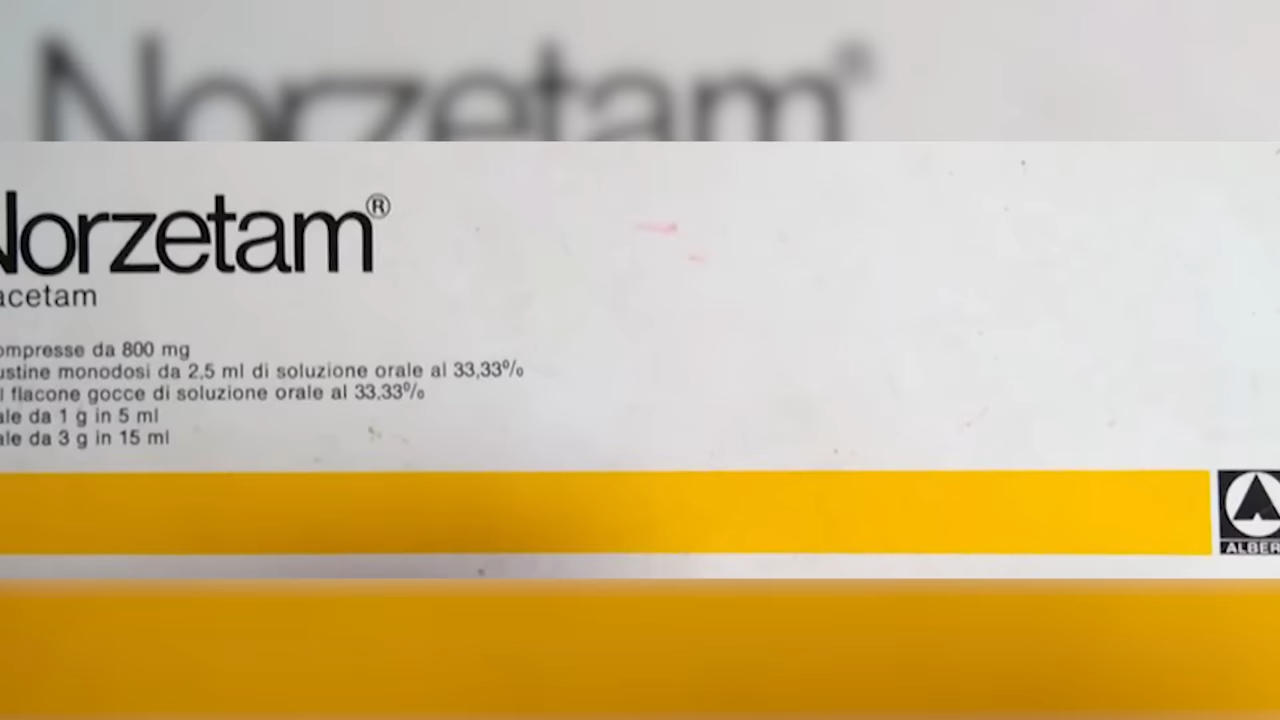 Norzetam
Norzetam®
acetam
ompresse da 800 mg
ustine monodosi da 2,5 ml di soluzione orale al 33,33%
l flacone gocce di soluzione orale al 33,33%
ale da 1 g in 5 ml
ale da 3 g in 15 ml
ALBER